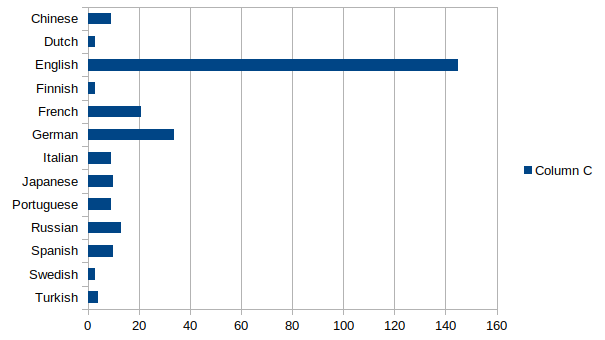 Chinese
Dutch
English
Finnish
French
German
Italian
Japanese
Portuguese
Russian
Spanish
Swedish
Turkish
0 20 40 60 80 100 120 140 160
Column C